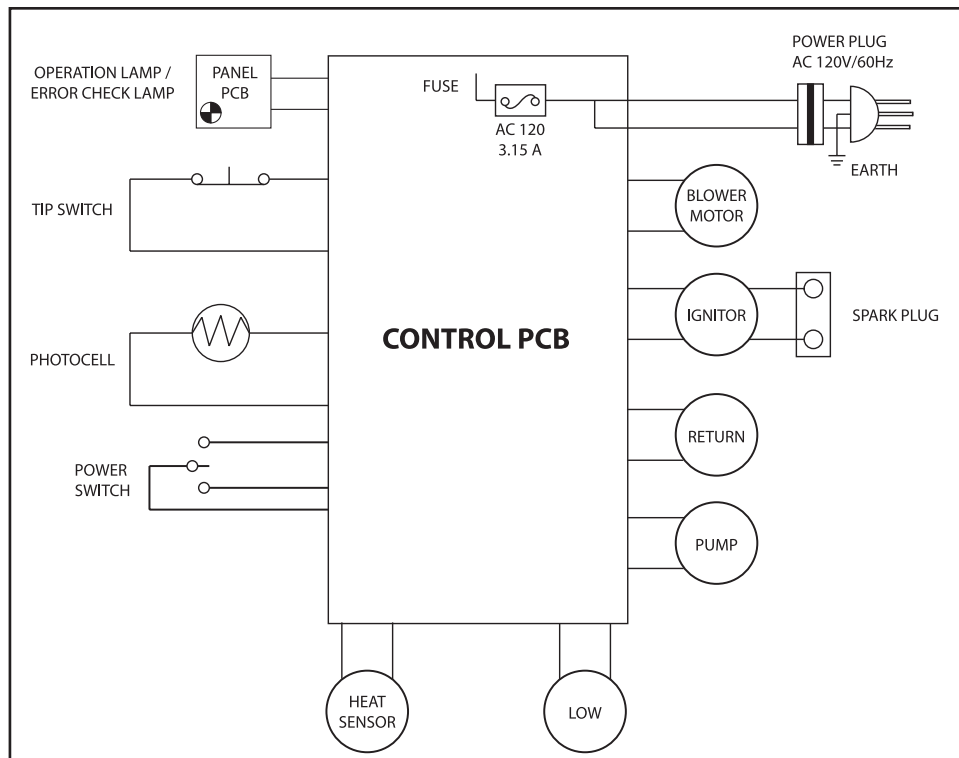 OPERATION LAMP /
ERROR CHECK LAMP
PANEL
PCB
FUSE
AC 120
3.15 A
POWER PLUG
AC 120V/60Hz
EARTH
TIP SWITCH
BLOWER
MOTOR
IGNITOR
SPARK PLUG
CONTROL PCB
PHOTOCELL
RETURN
POWER
SWITCH
PUMP
HEAT
SENSOR
LOW